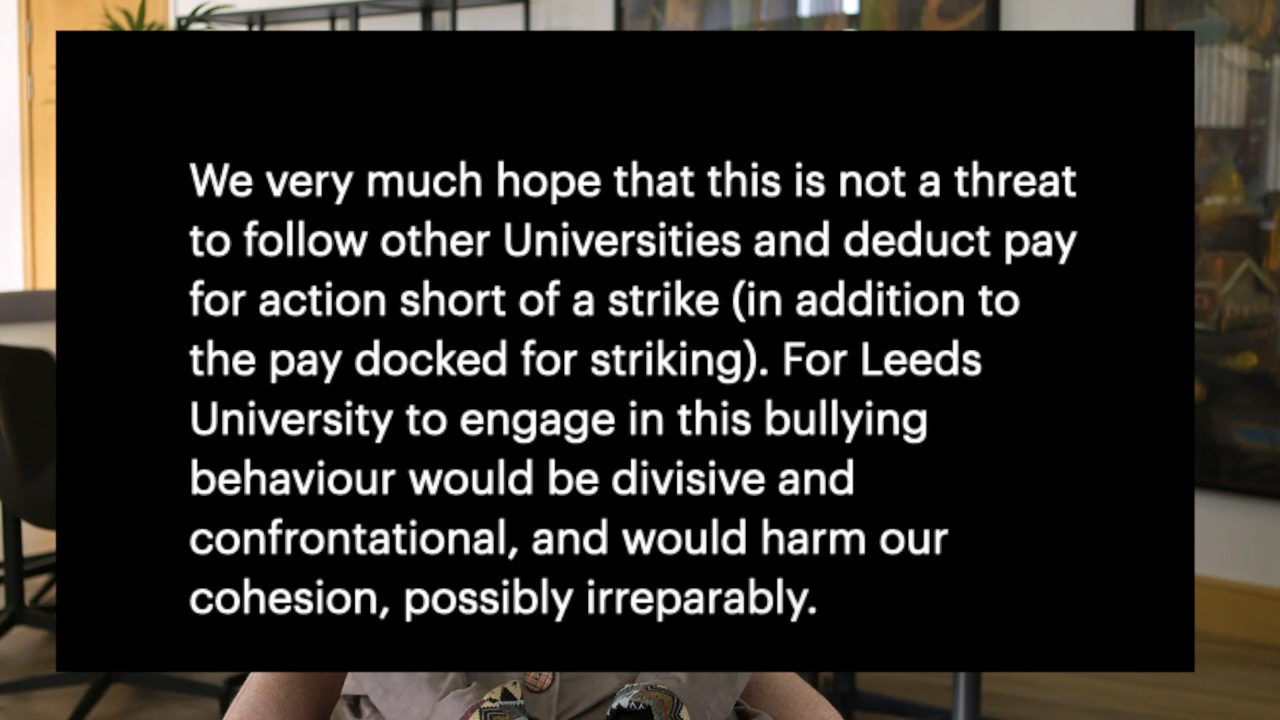 We very much hope that this is not a threat
to follow other Universities and deduct pay
for action short of a strike (in addition to
the pay docked for striking). For Leeds
University to engage in this bullying
behaviour would be divisive and
confrontational, and would harm our
cohesion, possibly irreparably.